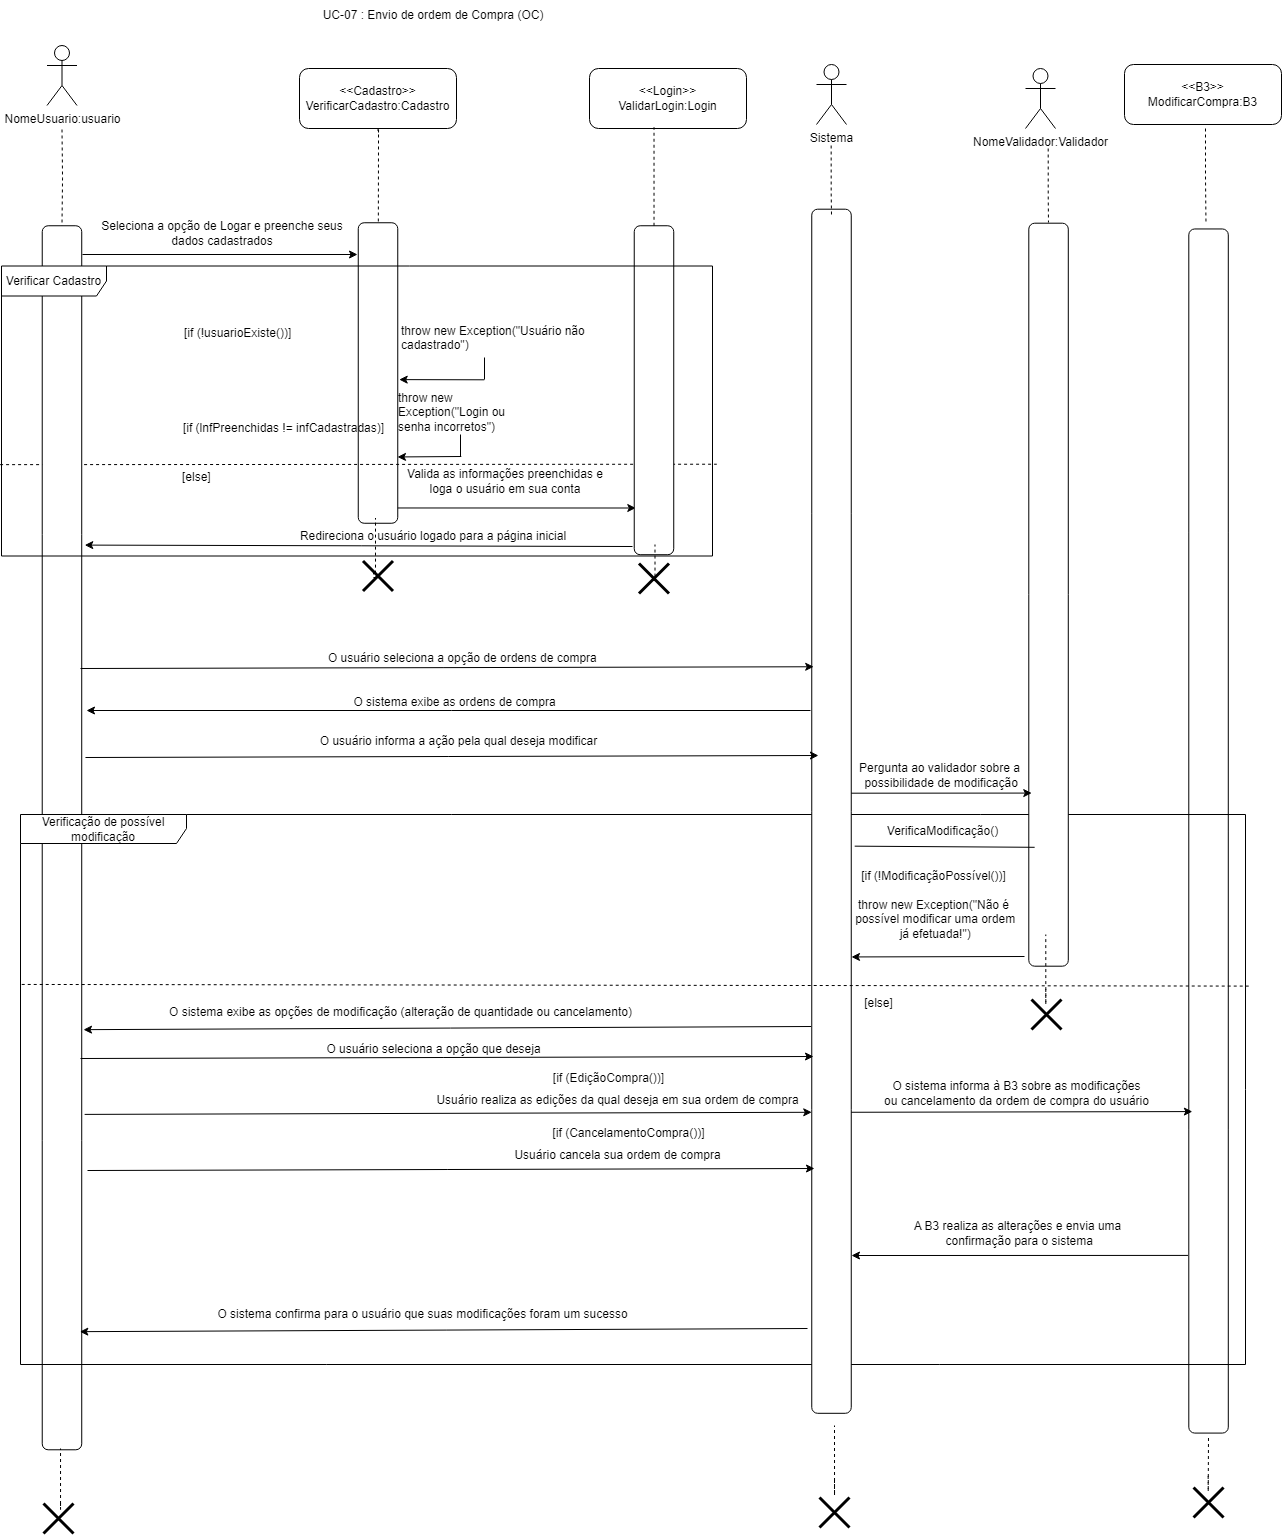 UC-07 : Envio de ordem de Compra (OC)
NomeUsuario:usuario
<<Cadastro>>
VerificarCadastro:Cadastro
<<Login>>
ValidarLogin:Login
Sistema
NomeValidador:Validador
<<B3>>
ModificarCompra:B3
Seleciona a opção de Logar e preenche seus
dados cadastrados
Verificar Cadastro
[if (!usuarioExiste())]
throw new Exception("Usuário não
cadastrado")
throw new
Exception("Login ou
senha incorretos")
[if (InfPreenchidas != infCadastradas)]
[else]
Valida as informações preenchidas e
loga o usuário em sua conta
Redireciona o usuário logado para a página inicial
O usuário seleciona a opção de ordens de compra
O sistema exibe as ordens de compra
O usuário informa a ação pela qual deseja modificar
Pergunta ao validador sobre a
possibilidade de modificação
Verificação de possível
modificação
VerificaModificação()
[if (!ModificaçãoPossível())]
throw new Exception("Não é
possível modificar uma ordem
já efetuada!")
[else]
O sistema exibe as opções de modificação (alteração de quantidade ou cancelamento)
O usuário seleciona a opção que deseja
[if (EdiçãoCompra())]
Usuário realiza as edições da qual deseja em sua ordem de compra
O sistema informa à B3 sobre as modificações
ou cancelamento da ordem de compra do usuário
[if (CancelamentoCompra())]
Usuário cancela sua ordem de compra
A B3 realiza as alterações e envia uma
confirmação para o sistema
O sistema confirma para o usuário que suas modificações foram um sucesso